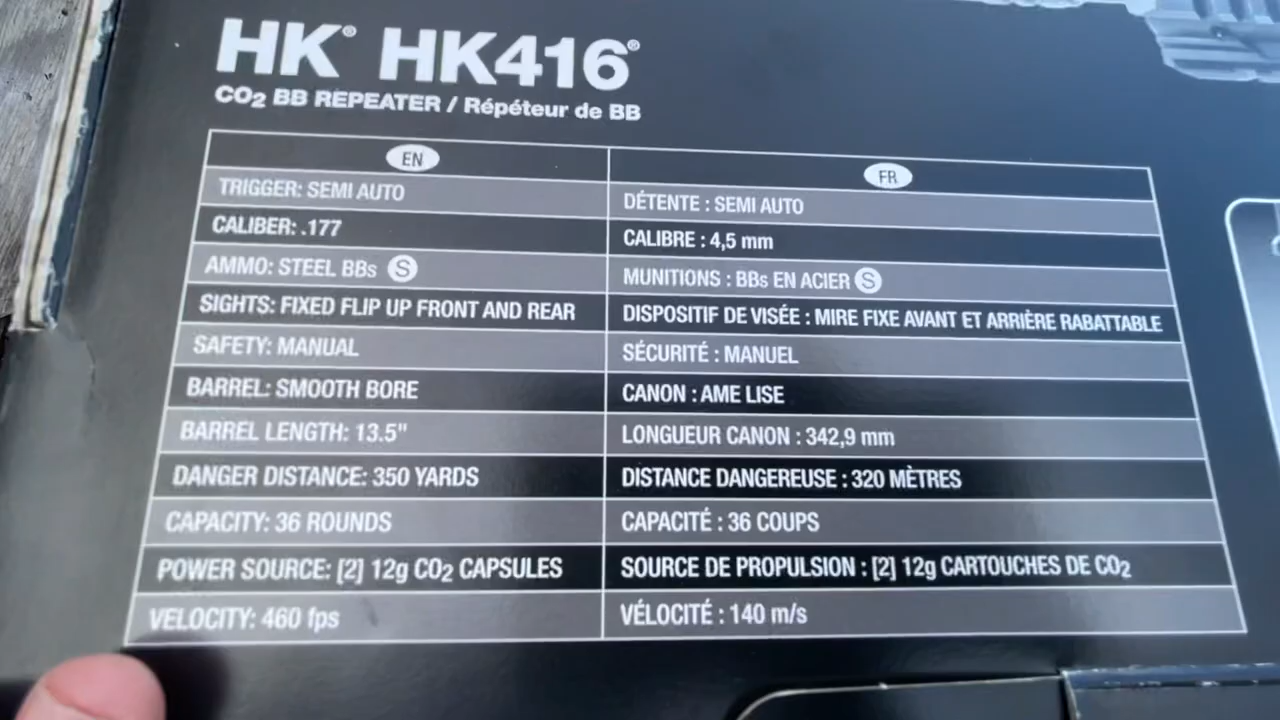 HK® HK416®
CO₂ BB REPEATER / Répéteur de BB
EN
FR
TRIGGER: SEMI AUTO
DÉTENTE : SEMI AUTO
CALIBER: .177
CALIBRE : 4,5 mm
AMMO: STEEL BBs S
MUNITIONS : BBs EN ACIER S
SIGHTS: FIXED FLIP UP FRONT AND REAR
DISPOSITIF DE VISÉE : MIRE FIXE AVANT ET ARRIÈRE RABATTABLE
SAFETY: MANUAL
SÉCURITÉ : MANUEL
BARREL: SMOOTH BORE
CANON : AME LISE
BARREL LENGTH: 13.5"
LONGUEUR CANON : 342,9 mm
DANGER DISTANCE: 350 YARDS
DISTANCE DANGEREUSE : 320 MÈTRES
CAPACITY: 36 ROUNDS
CAPACITÉ : 36 COUPS
POWER SOURCE: [2] 12g CO₂ CAPSULES
SOURCE DE PROPULSION : [2] 12g CARTOUCHES DE CO₂
VELOCITY: 460 fps
VÉLOCITÉ : 140 m/s